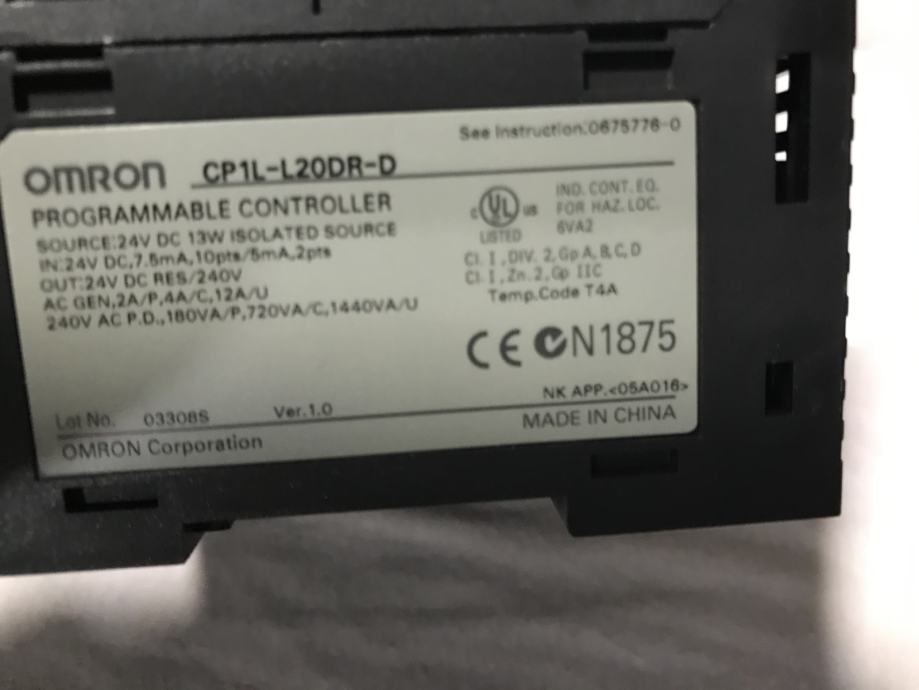 See Instruction:0675776-0
OMRON CP1L-L20DR-D
PROGRAMMABLE CONTROLLER
SOURCE:24V DC 13W ISOLATED SOURCE
IN:24V DC,7.5mA,10pts/5mA,2pts
OUT:24V DC RES/240V
AC GEN,2A/P,4A/C,12A/U
240V AC P.D.,180VA/P,720VA/C,1440VA/U
C UL US
LISTED
IND. CONT. EQ.
FOR HAZ. LOC.
6VA2
Cl. I, DIV. 2, Gp A, B, C, D
Cl. I, Zn. 2, Gp IIC
Temp.Code T4A
CE N1875
NK APP.<05A016>
Lot No. 03308S Ver.1.0
OMRON Corporation
MADE IN CHINA